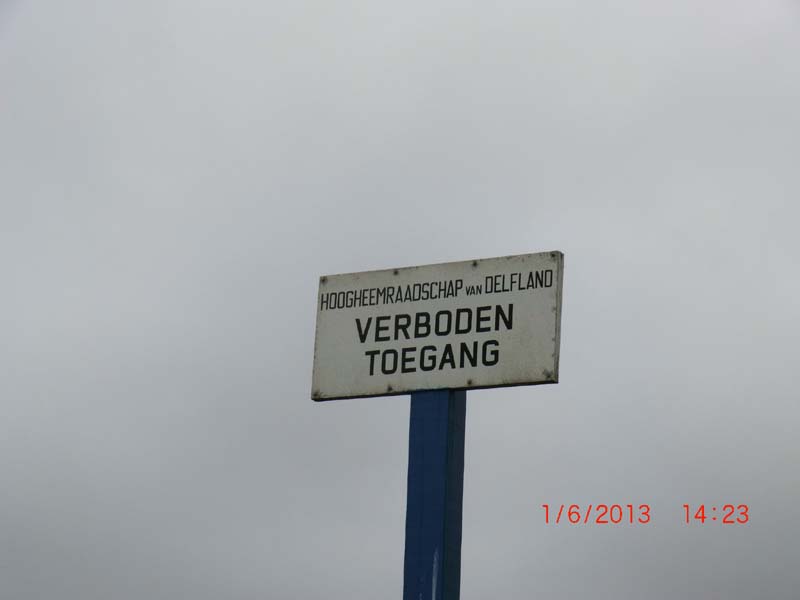 HOOGHEEMRAADSCHAP VAN DELFLAND
VERBODEN
TOEGANG
1/6/2013 14:23